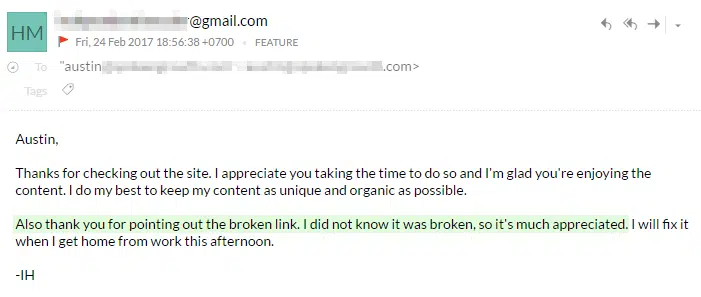 HM
@gmail.com
Fri, 24 Feb 2017 18:56:38 +0700 • FEATURE
To "austin .com>
Tags
Austin,
Thanks for checking out the site. I appreciate you taking the time to do so and I'm glad you're enjoying the
content. I do my best to keep my content as unique and organic as possible.
Also thank you for pointing out the broken link. I did not know it was broken, so it's much appreciated. I will fix it
when I get home from work this afternoon.
-IH